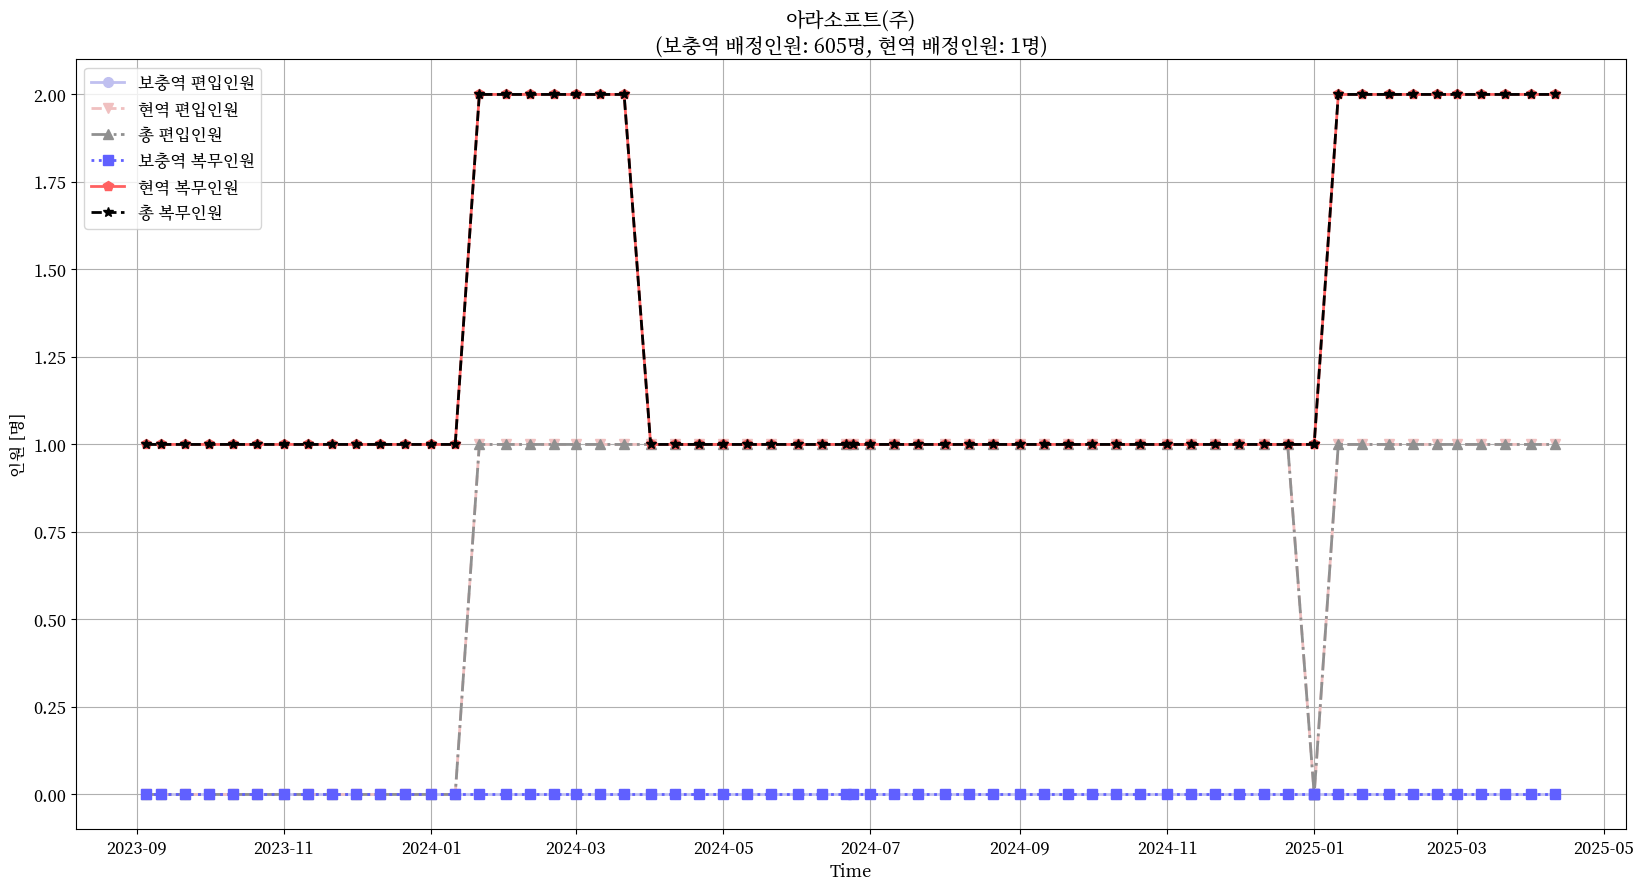 아라소프트(주)
(보충역 배정인원: 605명, 현역 배정인원: 1명)
보충역 편입인원
현역 편입인원
총 편입인원
보충역 복무인원
현역 복무인원
총 복무인원
2.00
1.75
1.50
1.25
1.00
0.75
0.50
0.25
0.00
인원 [명]
2023-09
2023-11
2024-01
2024-03
2024-05
2024-07
2024-09
2024-11
2025-01
2025-03
2025-05
Time